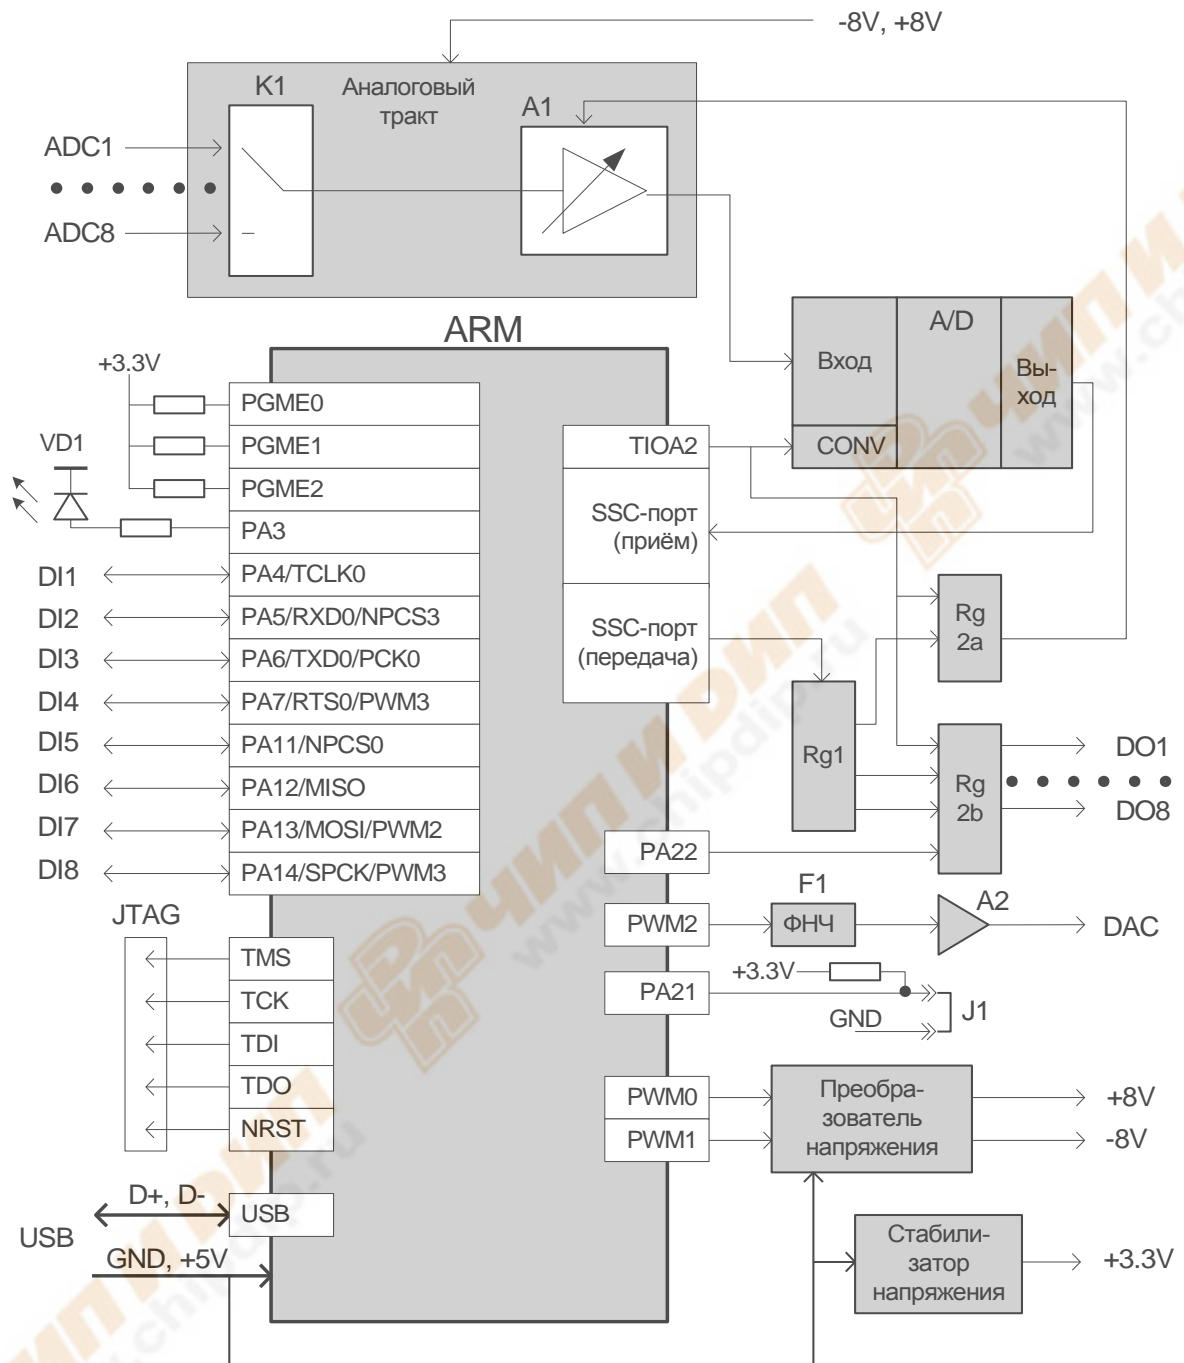 -8V, +8V
K1
Аналоговый
тракт
A1
ADC1
ADC8
ARM
A/D
Вход
Вы-
ход
CONV
+3.3V
VD1
PGME0
PGME1
PGME2
PA3
DI1
PA4/TCLK0
DI2
PA5/RXD0/NPCS3
DI3
PA6/TXD0/PCK0
DI4
PA7/RTS0/PWM3
DI5
PA11/NPCS0
DI6
PA12/MISO
DI7
PA13/MOSI/PWM2
DI8
PA14/SPCK/PWM3
TIOA2
SSC-порт
(приём)
SSC-порт
(передача)
Rg
2a
Rg1
Rg
2b
DO1
DO8
PA22
F1
PWM2
ФНЧ
A2
DAC
+3.3V
PA21
GND
J1
JTAG
TMS
TCK
TDI
TDO
NRST
PWM0
PWM1
Преобра-
зователь
напряжения
+8V
-8V
D+, D-
USB
USB
GND, +5V
Стабили-
затор
напряжения
+3.3V
ЧИП И ДИП
www.chipdip.ru